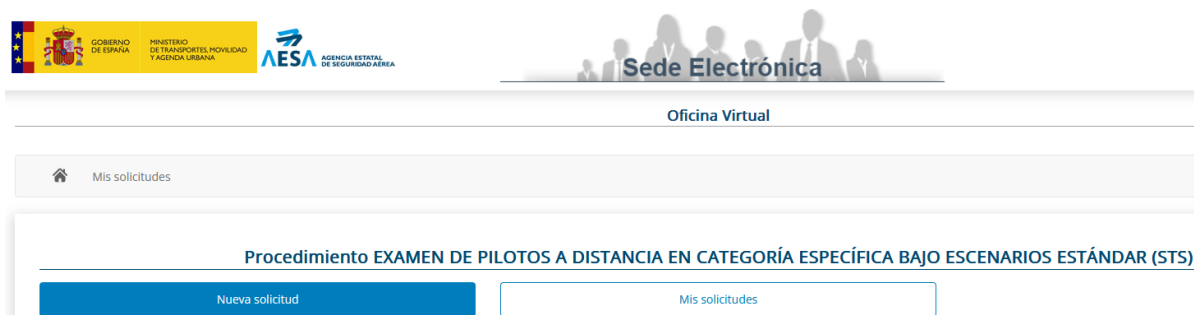 GOBIERNO
DE ESPAÑA
MINISTERIO
DE TRANSPORTES, MOVILIDAD
Y AGENDA URBANA
AESA AGENCIA ESTATAL
DE SEGURIDAD AÉREA
Sede Electrónica
Oficina Virtual
Mis solicitudes
Procedimiento EXAMEN DE PILOTOS A DISTANCIA EN CATEGORÍA ESPECÍFICA BAJO ESCENARIOS ESTÁNDAR (STS)
Nueva solicitud
Mis solicitudes